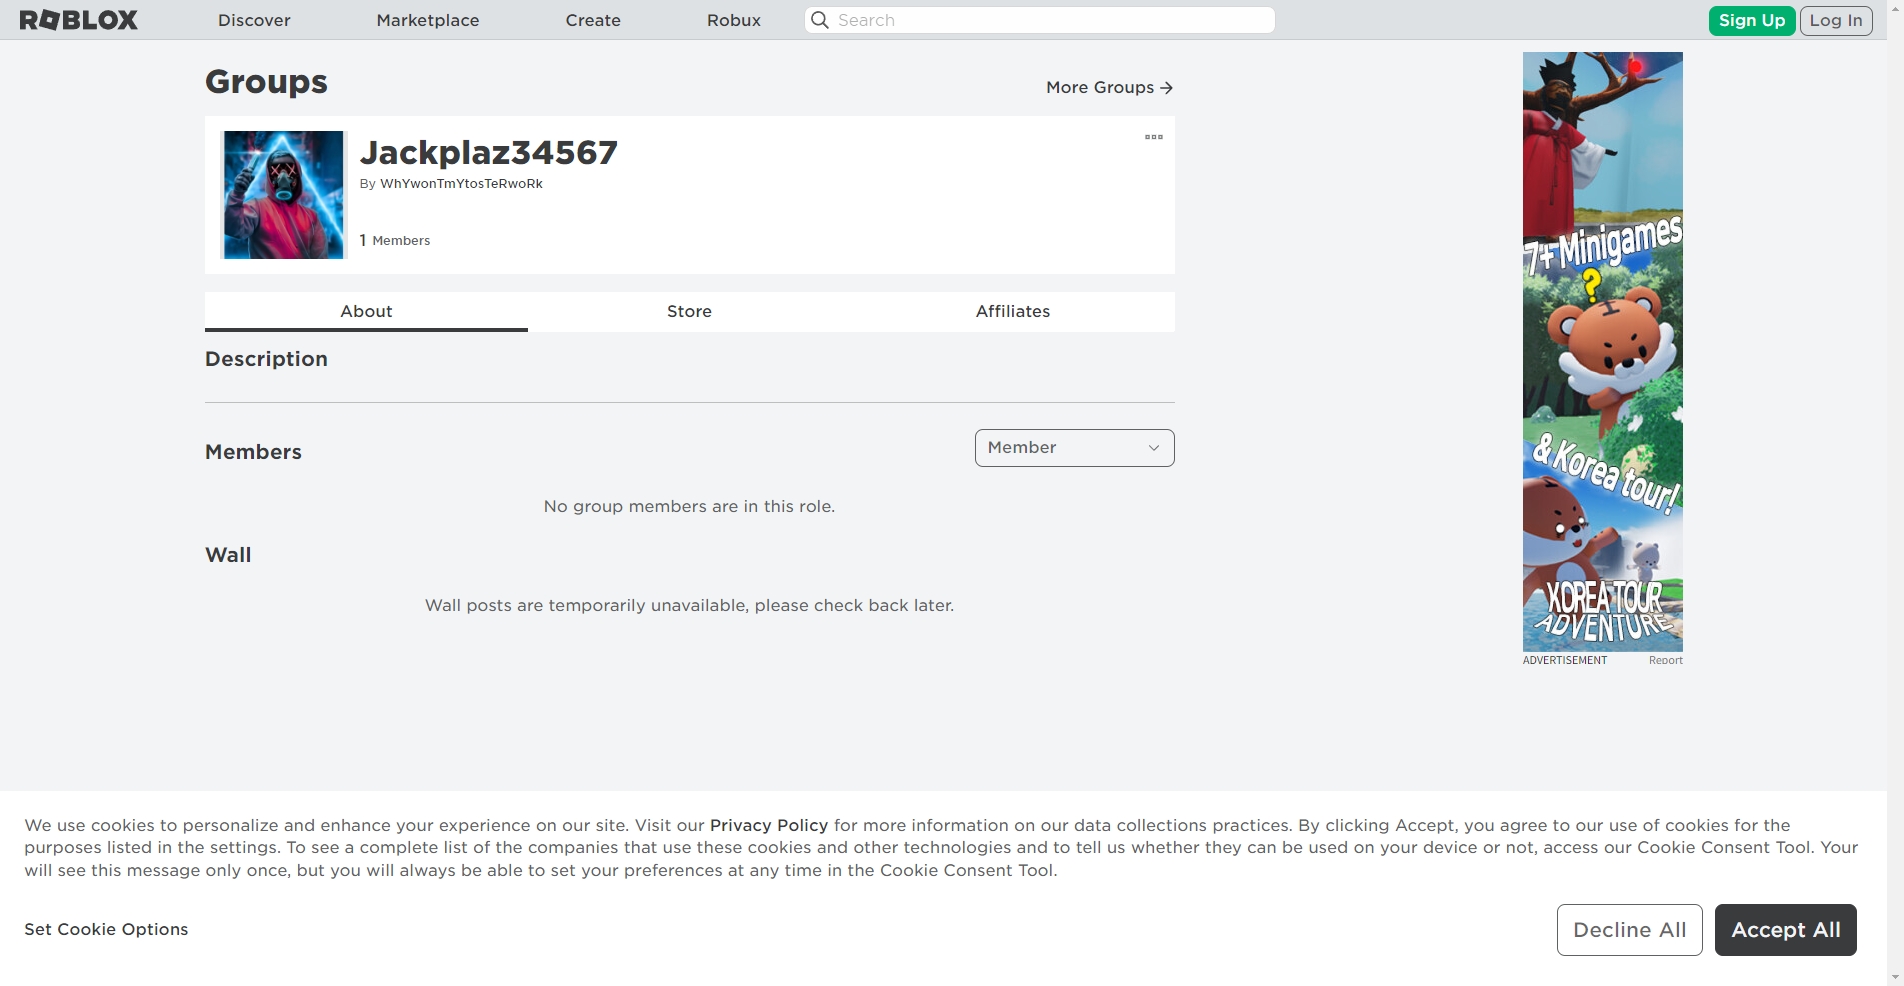 ROBLOX
Discover
Marketplace
Create
Robux
Search
Sign Up
Log In
Groups
More Groups
Jackplaz34567
By WhYwonTmYtosTeRwoRk
1 Members
About
Store
Affiliates
Description
Members
Member
No group members are in this role.
Wall
Wall posts are temporarily unavailable, please check back later.
7+ Minigames
?
& Korea tour!
KOREA TOUR
ADVENTURE
ADVERTISEMENT
Report
We use cookies to personalize and enhance your experience on our site. Visit our Privacy Policy for more information on our data collections practices. By clicking Accept, you agree to our use of cookies for the
purposes listed in the settings. To see a complete list of the companies that use these cookies and other technologies and to tell us whether they can be used on your device or not, access our Cookie Consent Tool. Your
will see this message only once, but you will always be able to set your preferences at any time in the Cookie Consent Tool.
Set Cookie Options
Decline All
Accept All